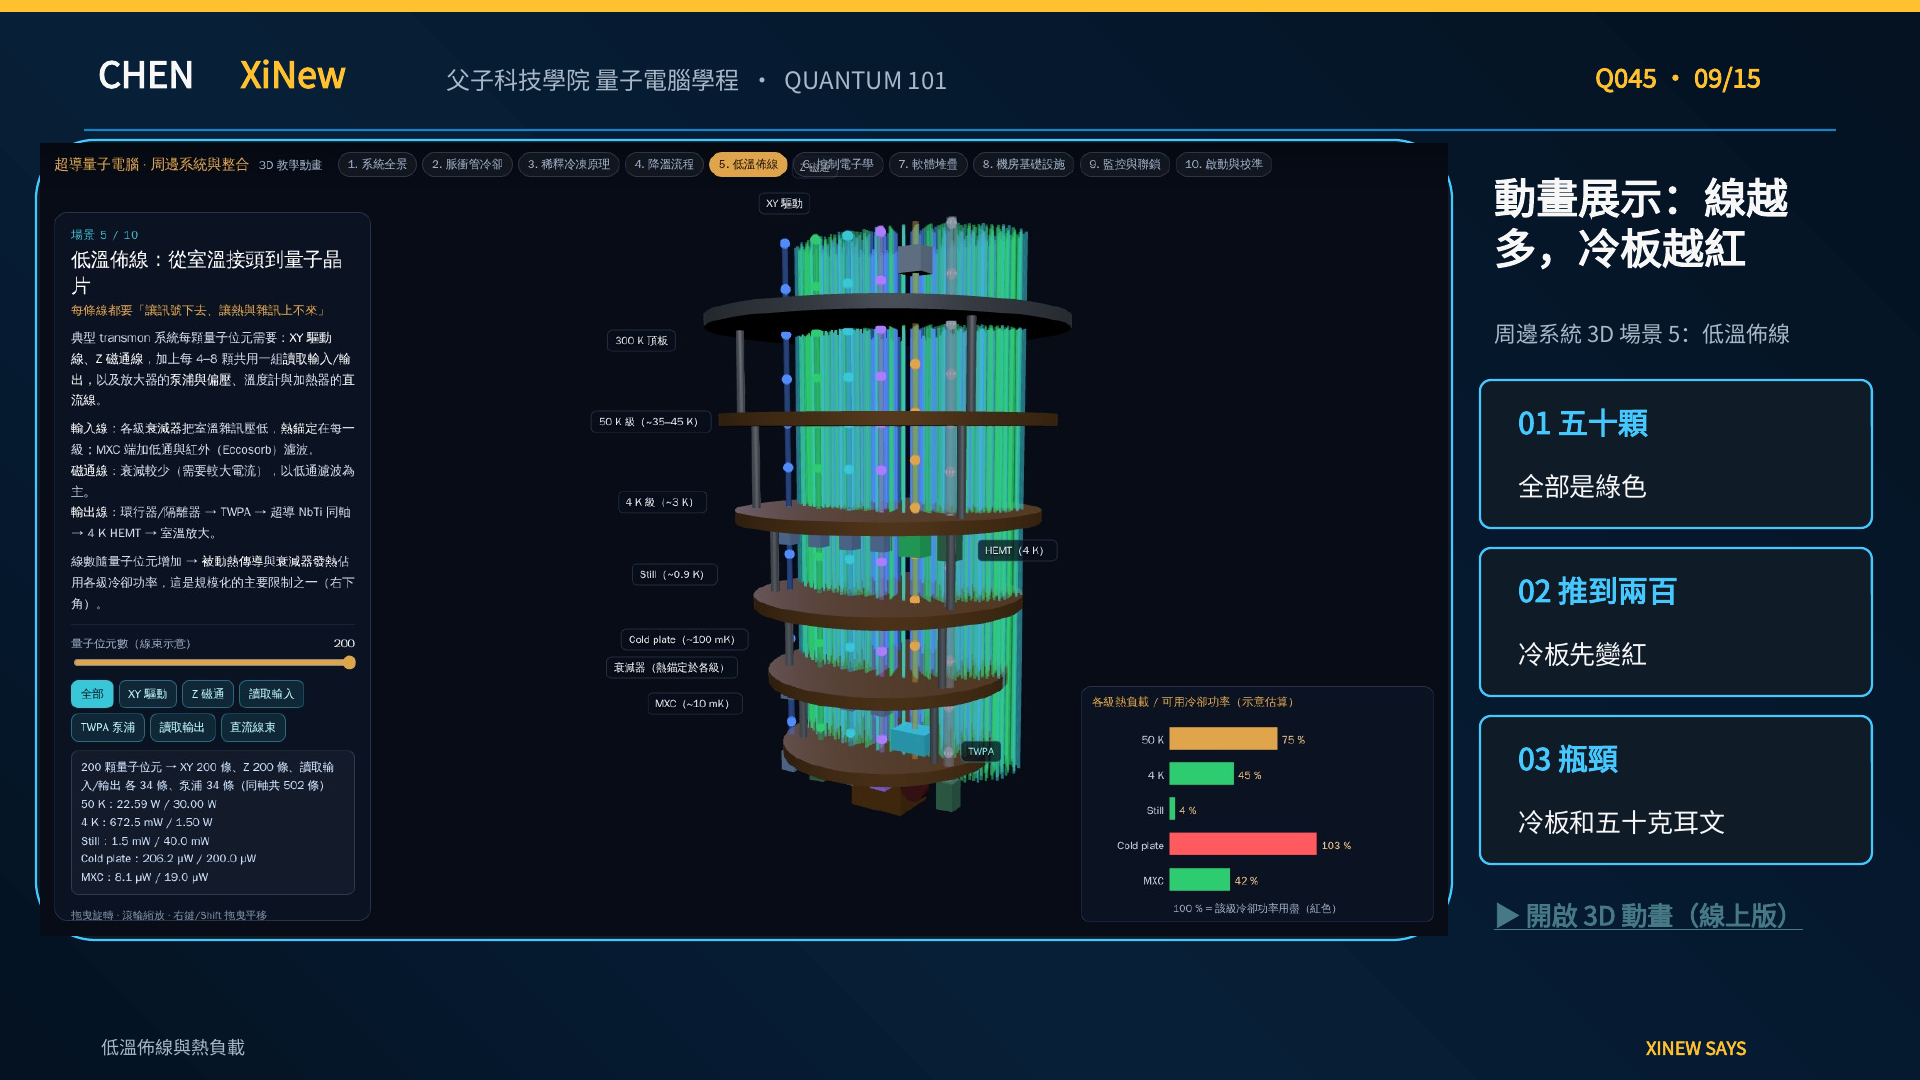 CHEN XiNew 父子科技學院 量子電腦學程 · QUANTUM 101
Q045 · 09/15
超導量子電腦 · 周邊系統與整合 3D 教學動畫
1. 系統全景
2. 脈衝管冷卻
3. 稀釋冷凍原理
4. 降溫流程
5. 低溫佈線
6. 控制電子學
Z 磁通
7. 軟體堆疊
8. 機房基礎設施
9. 監控與聯鎖
10. 啟動與校準
場景 5 / 10
低溫佈線：從室溫接頭到量子晶
片
每條線都要「讓訊號下去、讓熱與雜訊上不來」
典型 transmon 系統每顆量子位元需要：XY 驅動
線、Z 磁通線，加上每 4–8 顆共用一組讀取輸入/輸
出，以及放大器的泵浦與偏壓、溫度計與加熱器的直
流線。
輸入線：各級衰減器把室溫雜訊壓低，熱錨定在每一
級；MXC 端加低通與紅外（Eccosorb）濾波。
磁通線：衰減較少（需要較大電流），以低通濾波為
主。
輸出線：環行器/隔離器 → TWPA → 超導 NbTi 同軸
→ 4 K HEMT → 室溫放大。
線數隨量子位元增加 → 被動熱傳導與衰減器發熱佔
用各級冷卻功率，這是規模化的主要限制之一（右下
角）。
量子位元數（線束示意） 200
全部
XY 驅動
Z 磁通
讀取輸入
TWPA 泵浦
讀取輸出
直流線束
200 顆量子位元 → XY 200 條、Z 200 條、讀取輸
入/輸出 各 34 條、泵浦 34 條（同軸共 502 條）
50 K：22.59 W / 30.00 W
4 K：672.5 mW / 1.50 W
Still：1.5 mW / 40.0 mW
Cold plate：206.2 µW / 200.0 µW
MXC：8.1 µW / 19.0 µW
拖曳旋轉 · 滾輪縮放 · 右鍵/Shift 拖曳平移
XY 驅動
300 K 頂板
50 K 級（~35–45 K）
4 K 級（~3 K）
HEMT（4 K）
Still（~0.9 K）
Cold plate（~100 mK）
衰減器（熱錨定於各級）
MXC（~10 mK）
TWPA
各級熱負載 / 可用冷卻功率（示意估算）
50 K 75 %
4 K 45 %
Still 4 %
Cold plate 103 %
MXC 42 %
100 % = 該級冷卻功率用盡（紅色）
動畫展示：線越
多，冷板越紅
周邊系統 3D 場景 5：低溫佈線
01 五十顆
全部是綠色
02 推到兩百
冷板先變紅
03 瓶頸
冷板和五十克耳文
▶ 開啟 3D 動畫（線上版）
低溫佈線與熱負載
XINEW SAYS